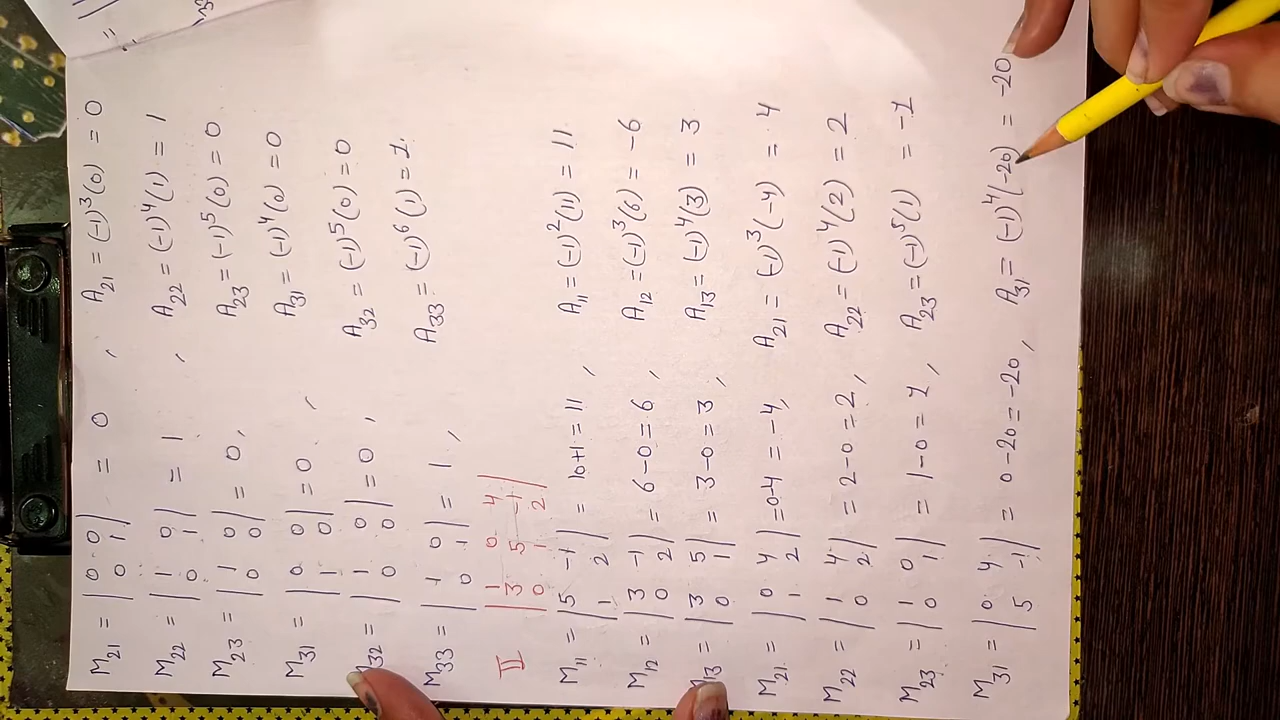 M21 = | 0 0 / 0 1 | = 0 , A21 = (-1)^3 (0) = 0
M22 = | 1 0 / 0 1 | = 1 , A22 = (-1)^4 (1) = 1
M23 = | 1 0 / 0 0 | = 0, A23 = (-1)^5 (0) = 0
M31 = | 0 0 / 1 0 | = 0 , A31 = (-1)^4 (0) = 0
M32 = | 1 0 / 0 0 | = 0 , A32 = (-1)^5 (0) = 0
M33 = | 1 0 / 0 1 | = 1 , A33 = (-1)^6 (1) = 1.
II | 1 0 4 / 3 5 -1 / 0 1 2 |
M11 = | 5 -1 / 1 2 | = 10+1 = 11 , A11 = (-1)^2 (11) = 11
M12 = | 3 -1 / 0 2 | = 6-0 = 6 , A12 = (-1)^3 (6) = -6
M13 = | 3 5 / 0 1 | = 3-0 = 3 , A13 = (-1)^4 (3) = 3
M21 = | 0 4 / 1 2 | = 0-4 = -4, A21 = (-1)^3 (-4) = 4
M22 = | 1 4 / 0 2 | = 2-0 = 2 , A22 = (-1)^4 (2) = 2
M23 = | 1 0 / 0 1 | = 1-0 = 1 , A23 = (-1)^5 (1) = -1
M31 = | 0 4 / 5 -1 | = 0-20 = -20 , A31 = (-1)^4 (-20) = -20